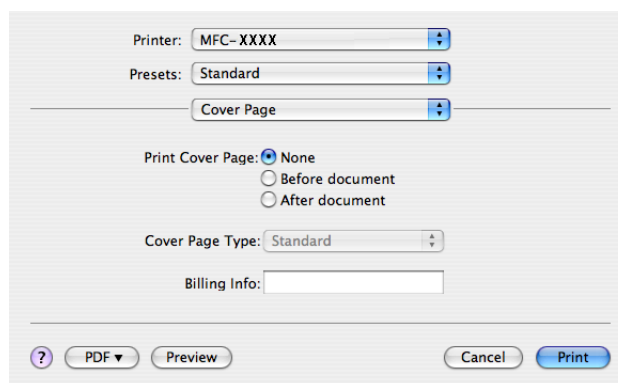 Printer: MFC-XXXX
Presets: Standard
Cover Page
Print Cover Page: None
Before document
After document
Cover Page Type: Standard
Billing Info:
? PDF▼ Preview Cancel Print